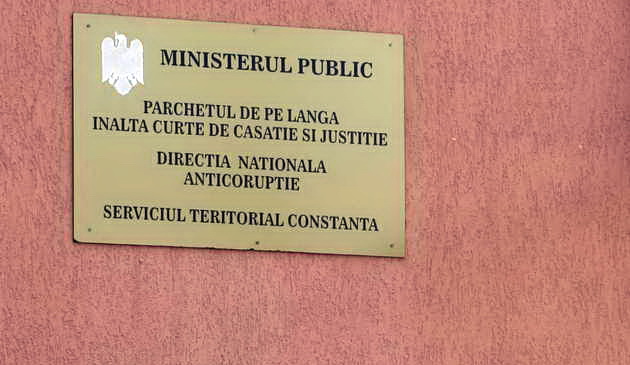 MINISTERUL PUBLIC
PARCHETUL DE PE LANGA
INALTA CURTE DE CASATIE SI JUSTITIE
DIRECTIA NATIONALA
ANTICORUPTIE
SERVICIUL TERITORIAL CONSTANTA